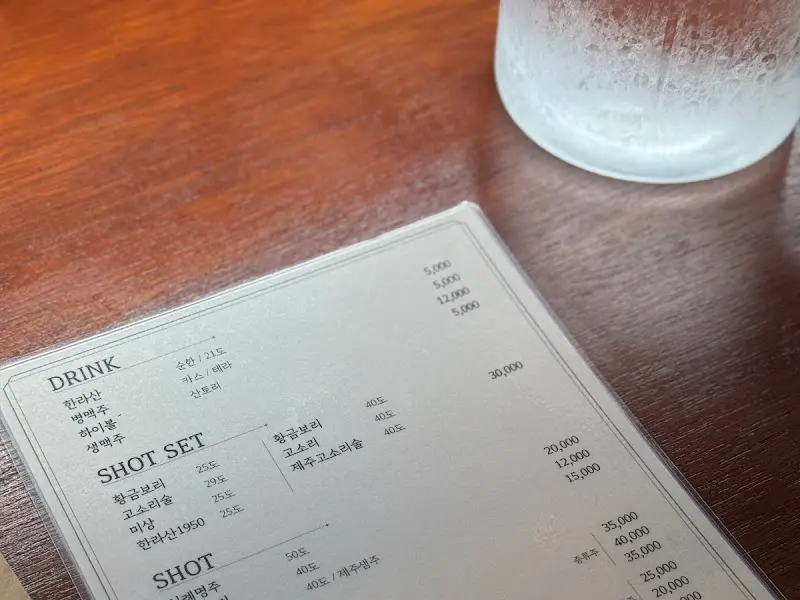 DRINK
한라산 순한 / 21도 5,000
병맥주 카스 / 테라 5,000
하이볼 산토리 12,000
생맥주 5,000
SHOT SET 30,000
황금보리 25도 황금보리 40도
고소리술 29도 고소리 40도
미상 25도 제주고소리술 40도
한라산1950 25도
SHOT
50도 20,000
40도 12,000
40도 / 제주샘주 15,000
35,000
증류주 40,000
35,000
25,000
20,000